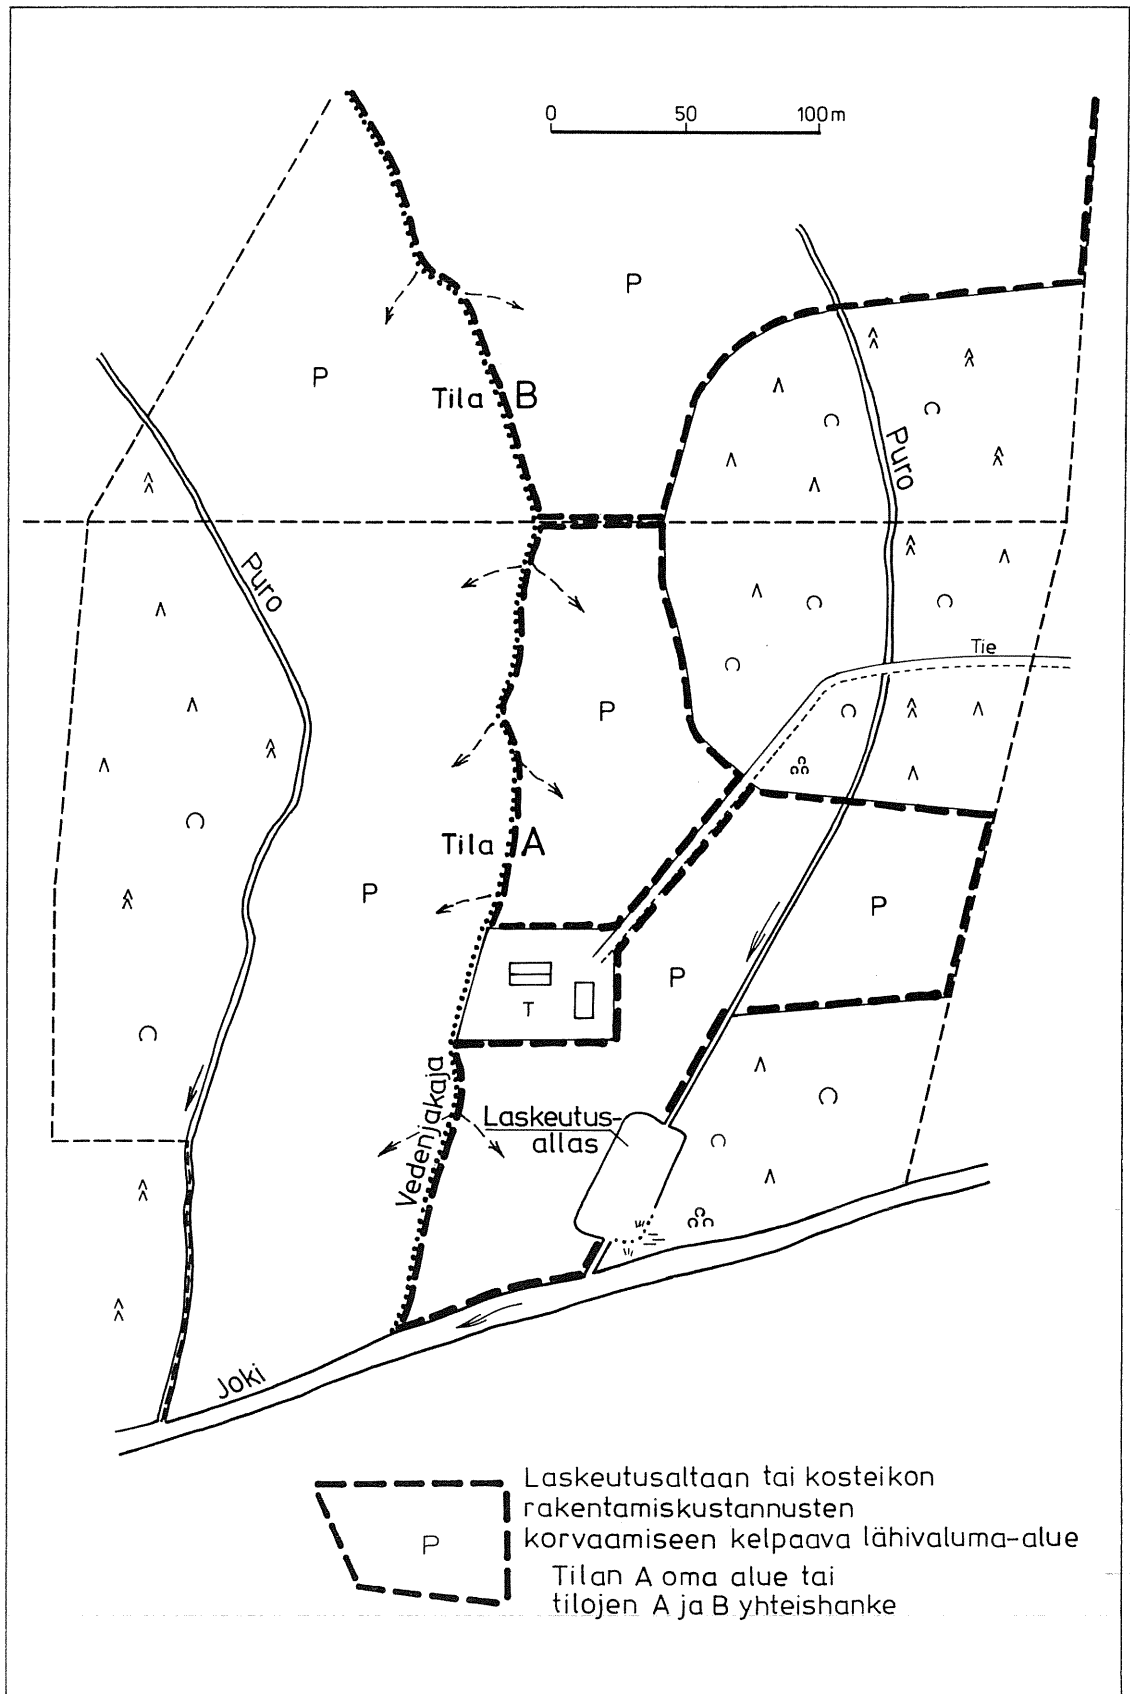 0 50 100m
P
P
Tila B
Puro
Puro
Tie
P
Tila A
P
P
P
T
Vedenjakaja
Laskeutus-
allas
Joki
Laskeutusaltaan tai kosteikon
rakentamiskustannusten
korvaamiseen kelpaava lähivaluma-alue
P
Tilan A oma alue tai
tilojen A ja B yhteishanke